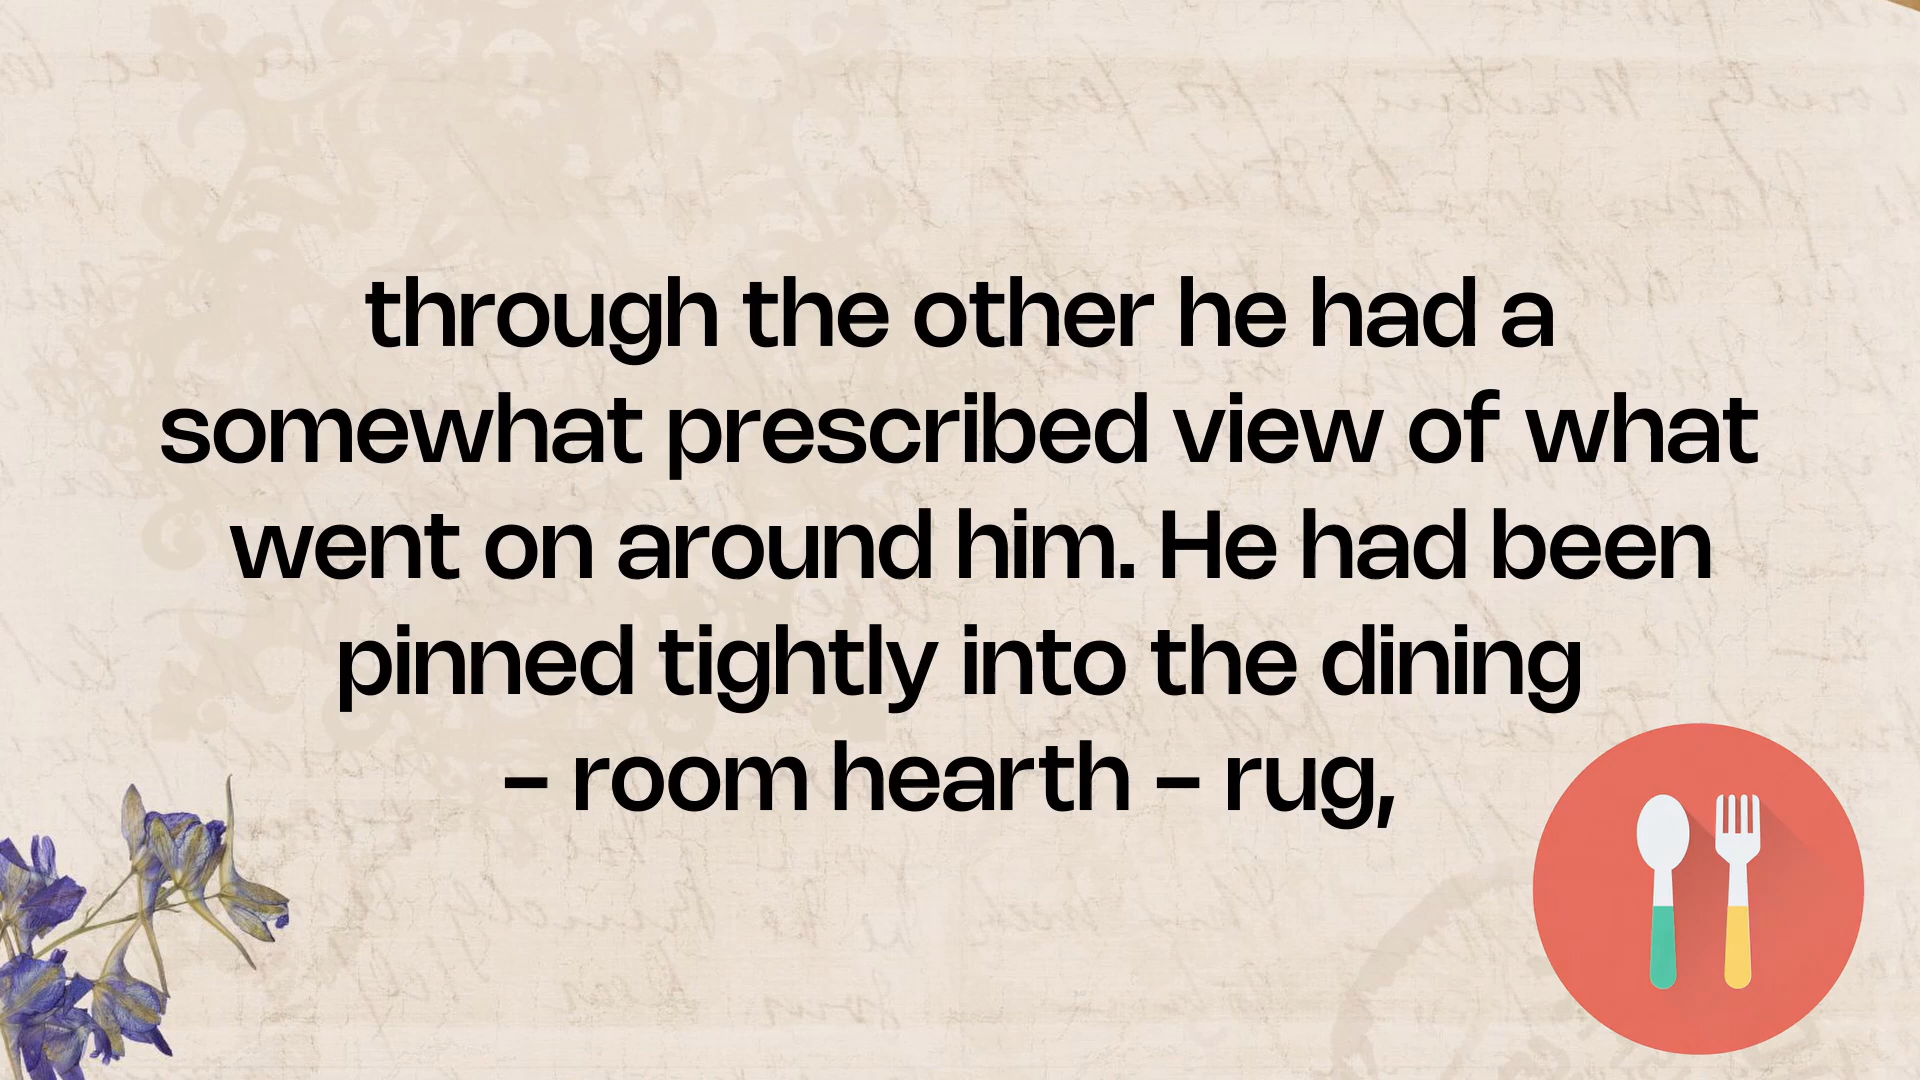 through the other he had a
somewhat prescribed view of what
went on around him. He had been
pinned tightly into the dining
– room hearth – rug,